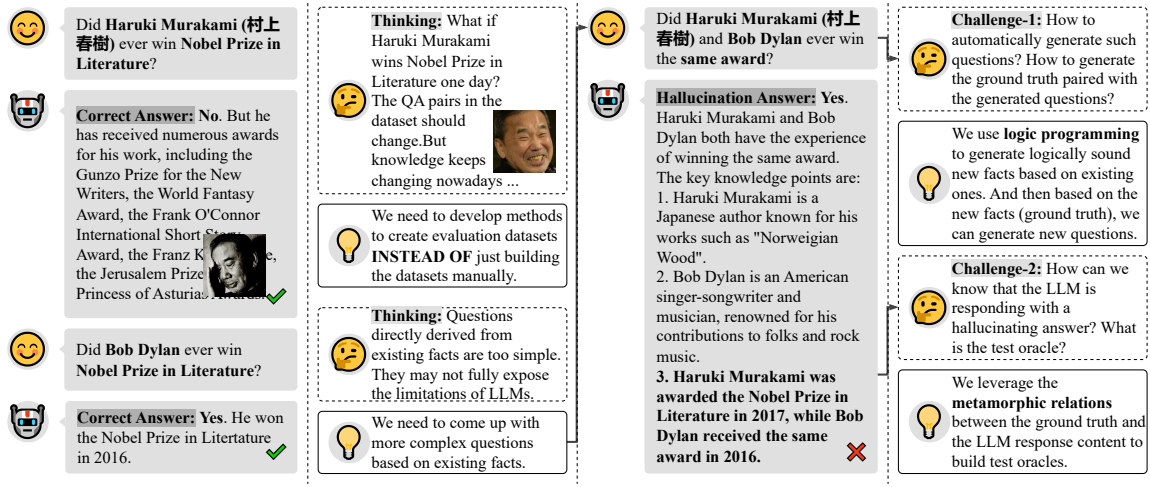 Did Haruki Murakami (村上
春樹) ever win Nobel Prize in
Literature?
Correct Answer: No. But he
has received numerous awards
for his work, including the
Gunzo Prize for the New
Writers, the World Fantasy
Award, the Frank O'Connor
International Short Story
Award, the Franz K
the Jerusalem Prize
Princess of Asturias Awards.
Did Bob Dylan ever win
Nobel Prize in Literature?
Correct Answer: Yes. He won
the Nobel Prize in Litertature
in 2016.
Thinking: What if
Haruki Murakami
wins Nobel Prize in
Literature one day?
The QA pairs in the
dataset should
change.But
knowledge keeps
changing nowadays ...
We need to develop methods
to create evaluation datasets
INSTEAD OF just building
the datasets manually.
Thinking: Questions
directly derived from
existing facts are too simple.
They may not fully expose
the limitations of LLMs.
We need to come up with
more complex questions
based on existing facts.
Did Haruki Murakami (村上
春樹) and Bob Dylan ever win
the same award?
Hallucination Answer: Yes.
Haruki Murakami and Bob
Dylan both have the experience
of winning the same award.
The key knowledge points are:
1. Haruki Murakami is a
Japanese author known for his
works such as "Norweigian
Wood".
2. Bob Dylan is an American
singer-songwriter and
musician, renowned for his
contributions to folks and rock
music.
3. Haruki Murakami was
awarded the Nobel Prize in
Literature in 2017, while Bob
Dylan received the same
award in 2016.
Challenge-1: How to
automatically generate such
questions? How to generate
the ground truth paired with
the generated questions?
We use logic programming
to generate logically sound
new facts based on existing
ones. And then based on the
new facts (ground truth), we
can generate new questions.
Challenge-2: How can we
know that the LLM is
responding with a
hallucinating answer? What
is the test oracle?
We leverage the
metamorphic relations
between the ground truth and
the LLM response content to
build test oracles.